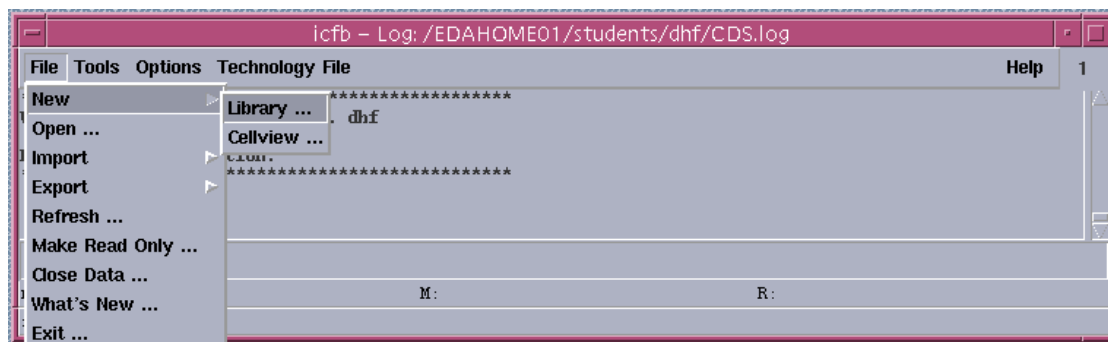 icfb – Log: /EDAHOME01/students/dhf/CDS.log
File Tools Options Technology File Help 1
New
Library ...
Cellview ...
****************************
. dhf
Open ...
Import
ction.
****************************
Export
Refresh ...
Make Read Only ...
Close Data ...
What's New ...
M: R:
Exit ...